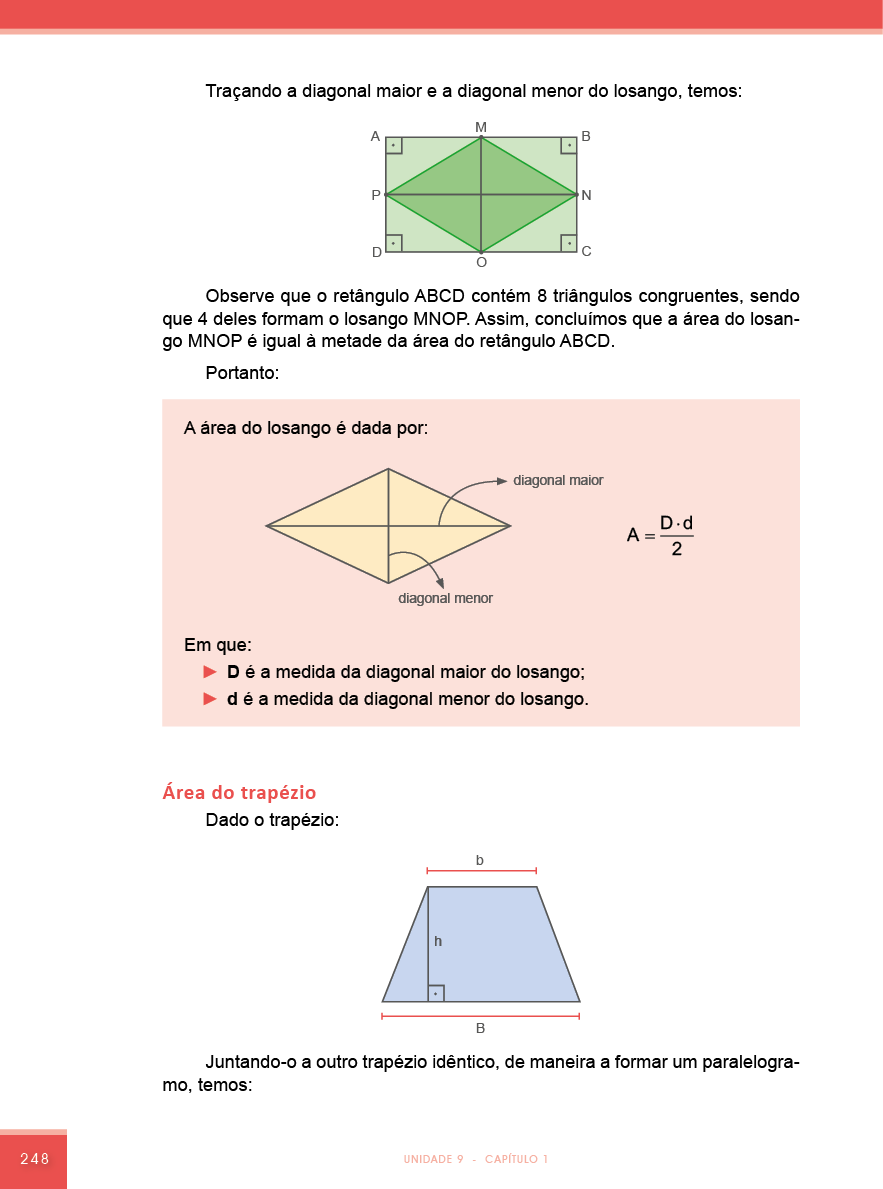 Traçando a diagonal maior e a diagonal menor do losango, temos:
A
M
B
P
N
D
O
C
Observe que o retângulo ABCD contém 8 triângulos congruentes, sendo
que 4 deles formam o losango MNOP. Assim, concluímos que a área do losan-
go MNOP é igual à metade da área do retângulo ABCD.
Portanto:
A área do losango é dada por:
diagonal maior
A = D · d / 2
diagonal menor
Em que:
► D é a medida da diagonal maior do losango;
► d é a medida da diagonal menor do losango.
Área do trapézio
Dado o trapézio:
b
h
B
Juntando-o a outro trapézio idêntico, de maneira a formar um paralelogra-
mo, temos:
248
UNIDADE 9 - CAPÍTULO 1